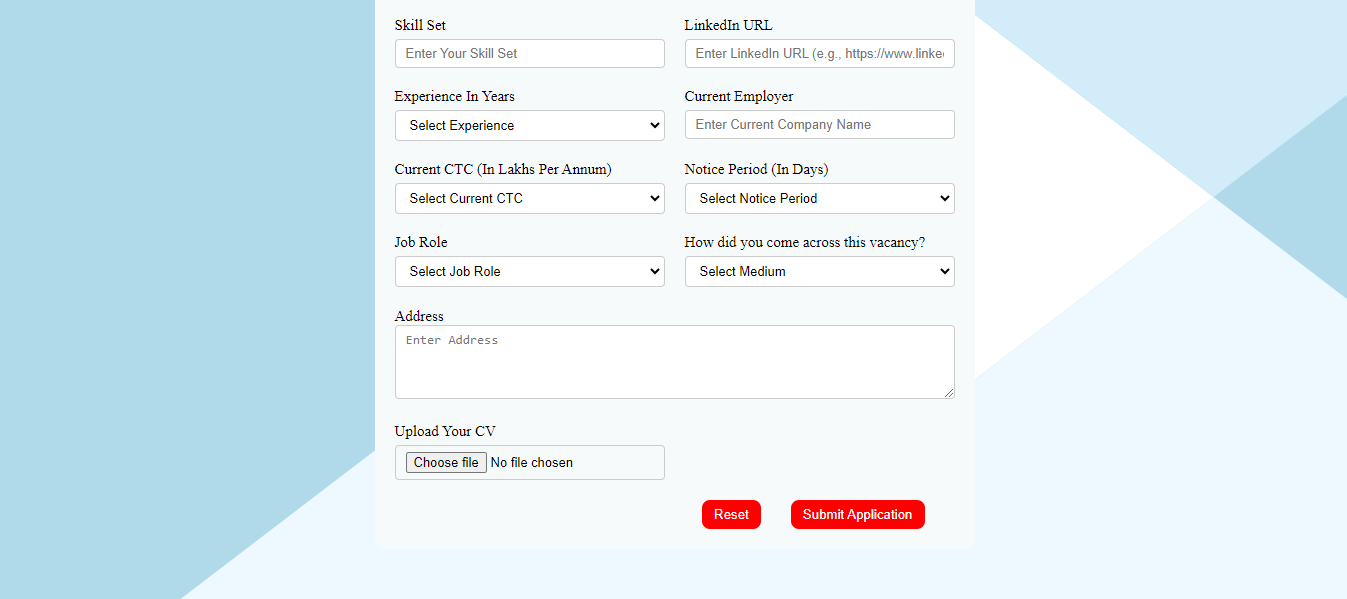 Skill Set
LinkedIn URL
Enter Your Skill Set
Enter LinkedIn URL (e.g., https://www.linke
Experience In Years
Current Employer
Select Experience
Enter Current Company Name
Current CTC (In Lakhs Per Annum)
Notice Period (In Days)
Select Current CTC
Select Notice Period
Job Role
How did you come across this vacancy?
Select Job Role
Select Medium
Address
Enter Address
Upload Your CV
Choose file No file chosen
Reset
Submit Application